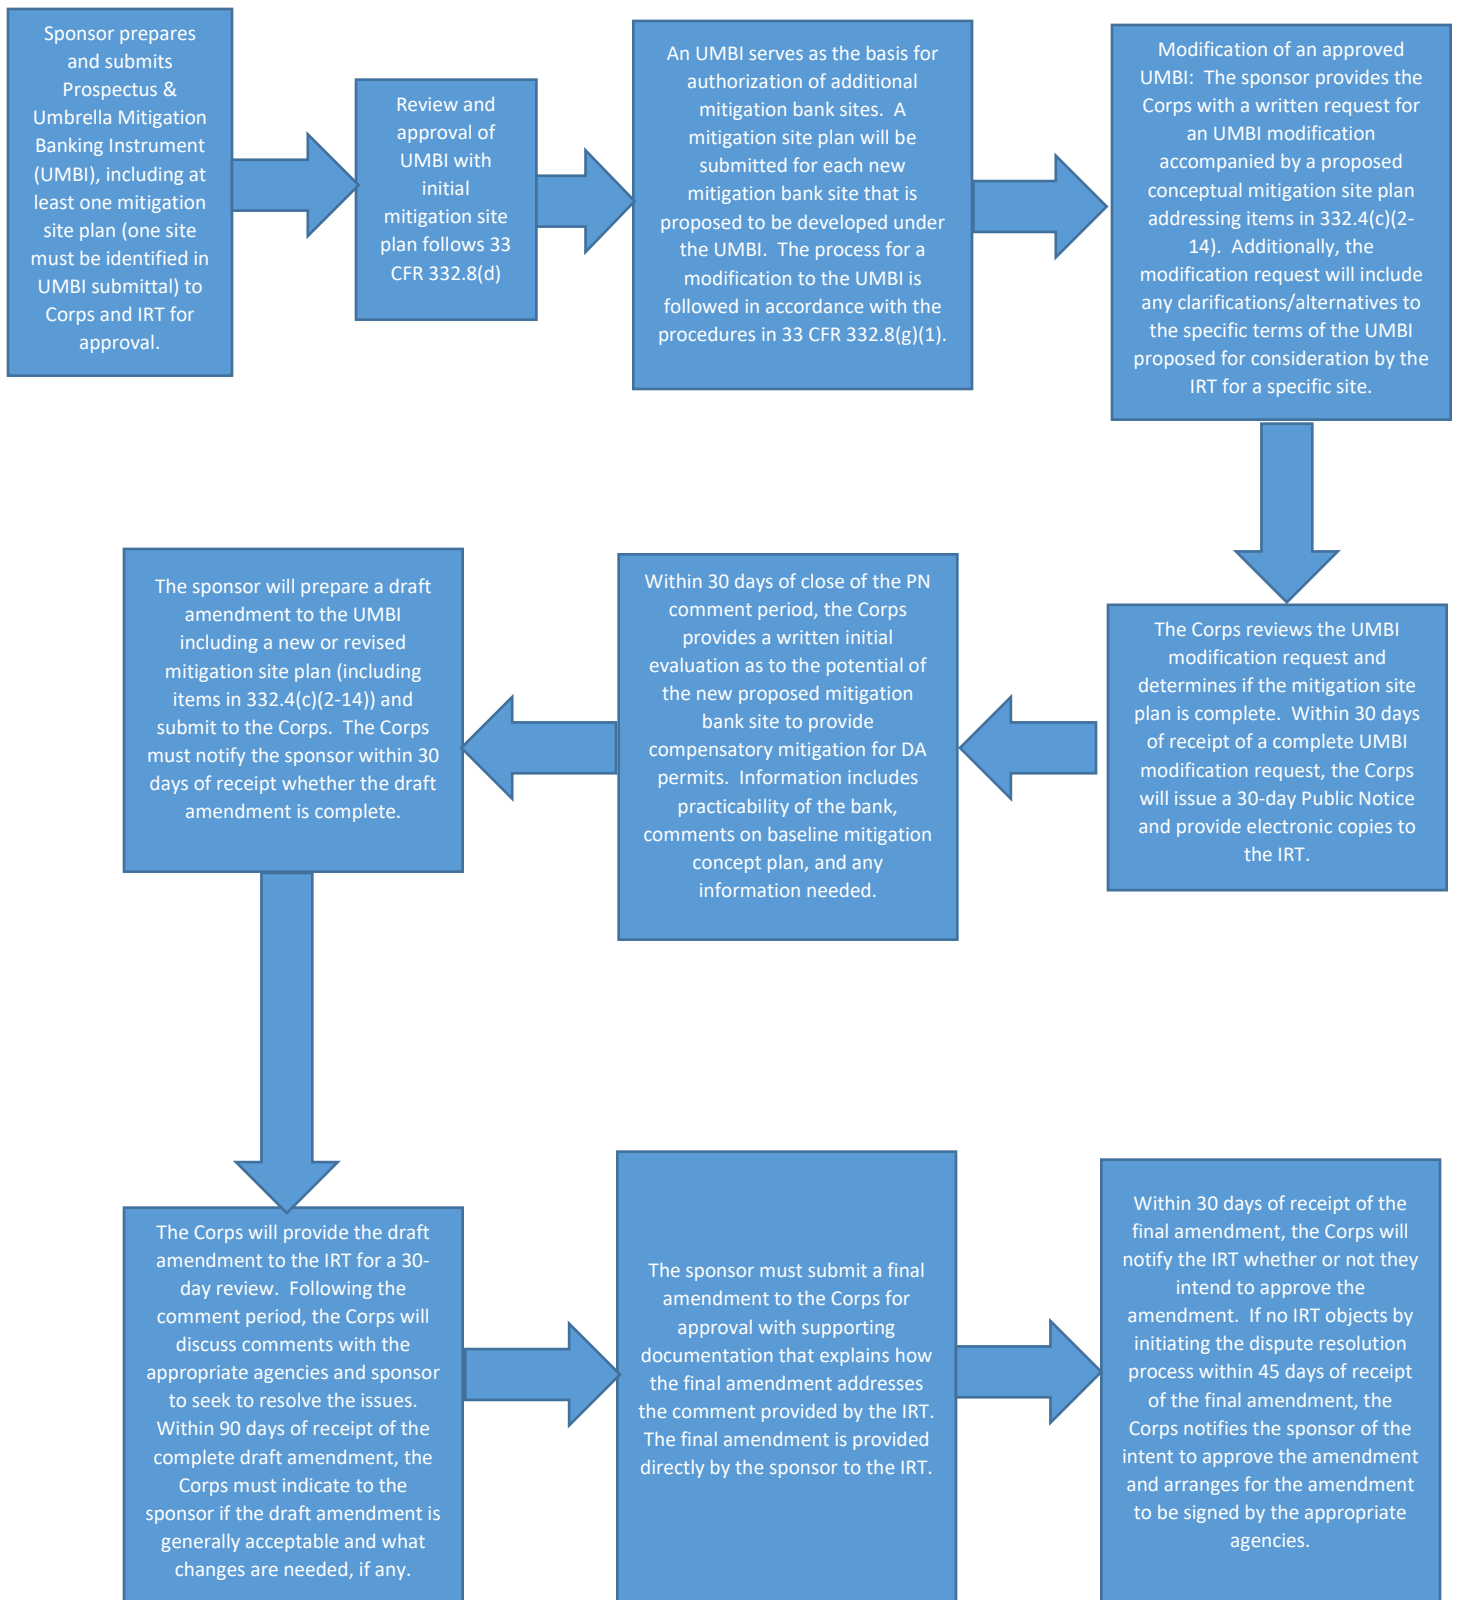 Sponsor prepares
and submits
Prospectus &
Umbrella Mitigation
Banking Instrument
(UMBI), including at
least one mitigation
site plan (one site
must be identified in
UMBI submittal) to
Corps and IRT for
approval.
Review and
approval of
UMBI with
initial
mitigation site
plan follows 33
CFR 332.8(d)
An UMBI serves as the basis for
authorization of additional
mitigation bank sites.  A
mitigation site plan will be
submitted for each new
mitigation bank site that is
proposed to be developed under
the UMBI.  The process for a
modification to the UMBI is
followed in accordance with the
procedures in 33 CFR 332.8(g)(1).
Modification of an approved
UMBI:  The sponsor provides the
Corps with a written request for
an UMBI modification
accompanied by a proposed
conceptual mitigation site plan
addressing items in 332.4(c)(2-
14).  Additionally, the
modification request will include
any clarifications/alternatives to
the specific terms of the UMBI
proposed for consideration by the
IRT for a specific site.
The Corps reviews the UMBI
modification request and
determines if the mitigation site
plan is complete.  Within 30 days
of receipt of a complete UMBI
modification request, the Corps
will issue a 30-day Public Notice
and provide electronic copies to
the IRT.
Within 30 days of close of the PN
comment period, the Corps
provides a written initial
evaluation as to the potential of
the new proposed mitigation
bank site to provide
compensatory mitigation for DA
permits.  Information includes
practicability of the bank,
comments on baseline mitigation
concept plan, and any
information needed.
The sponsor will prepare a draft
amendment to the UMBI
including a new or revised
mitigation site plan (including
items in 332.4(c)(2-14)) and
submit to the Corps.  The Corps
must notify the sponsor within 30
days of receipt whether the draft
amendment is complete.
The Corps will provide the draft
amendment to the IRT for a 30-
day review.  Following the
comment period, the Corps will
discuss comments with the
appropriate agencies and sponsor
to seek to resolve the issues.
Within 90 days of receipt of the
complete draft amendment, the
Corps must indicate to the
sponsor if the draft amendment is
generally acceptable and what
changes are needed, if any.
The sponsor must submit a final
amendment to the Corps for
approval with supporting
documentation that explains how
the final amendment addresses
the comment provided by the IRT.
The final amendment is provided
directly by the sponsor to the IRT.
Within 30 days of receipt of the
final amendment, the Corps will
notify the IRT whether or not they
intend to approve the
amendment.  If no IRT objects by
initiating the dispute resolution
process within 45 days of receipt
of the final amendment, the
Corps notifies the sponsor of the
intent to approve the amendment
and arranges for the amendment
to be signed by the appropriate
agencies.